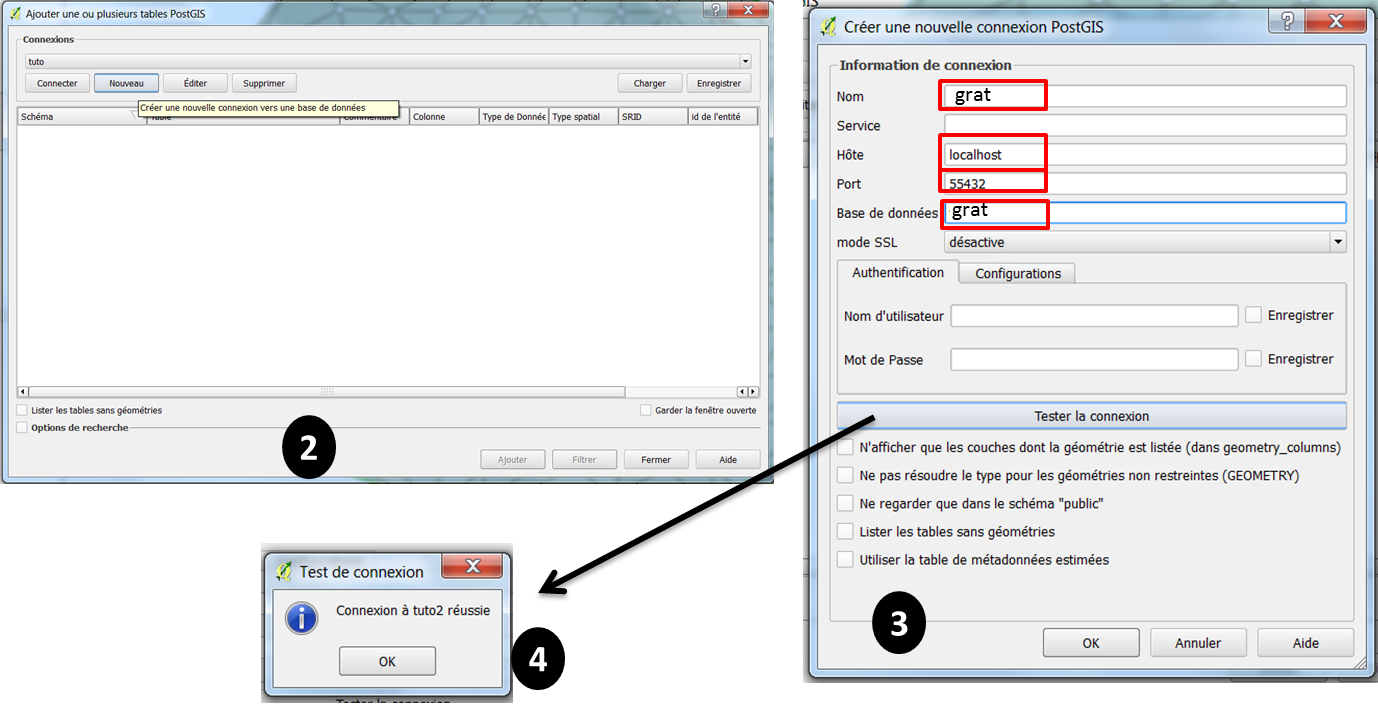 Ajouter une ou plusieurs tables PostGIS
Connexions
tuto
Connecter Nouveau Éditer Supprimer Charger Enregistrer
Créer une nouvelle connexion vers une base de données
Schéma Table Commentaire Colonne Type de Donnée Type spatial SRID id de l'entité
Lister les tables sans géométries Garder la fenêtre ouverte
Options de recherche
2
Ajouter Filtrer Fermer Aide
Créer une nouvelle connexion PostGIS
Information de connexion
Nom grat
Service
Hôte localhost
Port 55432
Base de données grat
mode SSL désactive
Authentification Configurations
Nom d'utilisateur Enregistrer
Mot de Passe Enregistrer
Tester la connexion
N'afficher que les couches dont la géométrie est listée (dans geometry_columns)
Ne pas résoudre le type pour les géométries non restreintes (GEOMETRY)
Ne regarder que dans le schéma "public"
Lister les tables sans géométries
Utiliser la table de métadonnées estimées
3
OK Annuler Aide
Test de connexion
Connexion à tuto2 réussie
OK
4